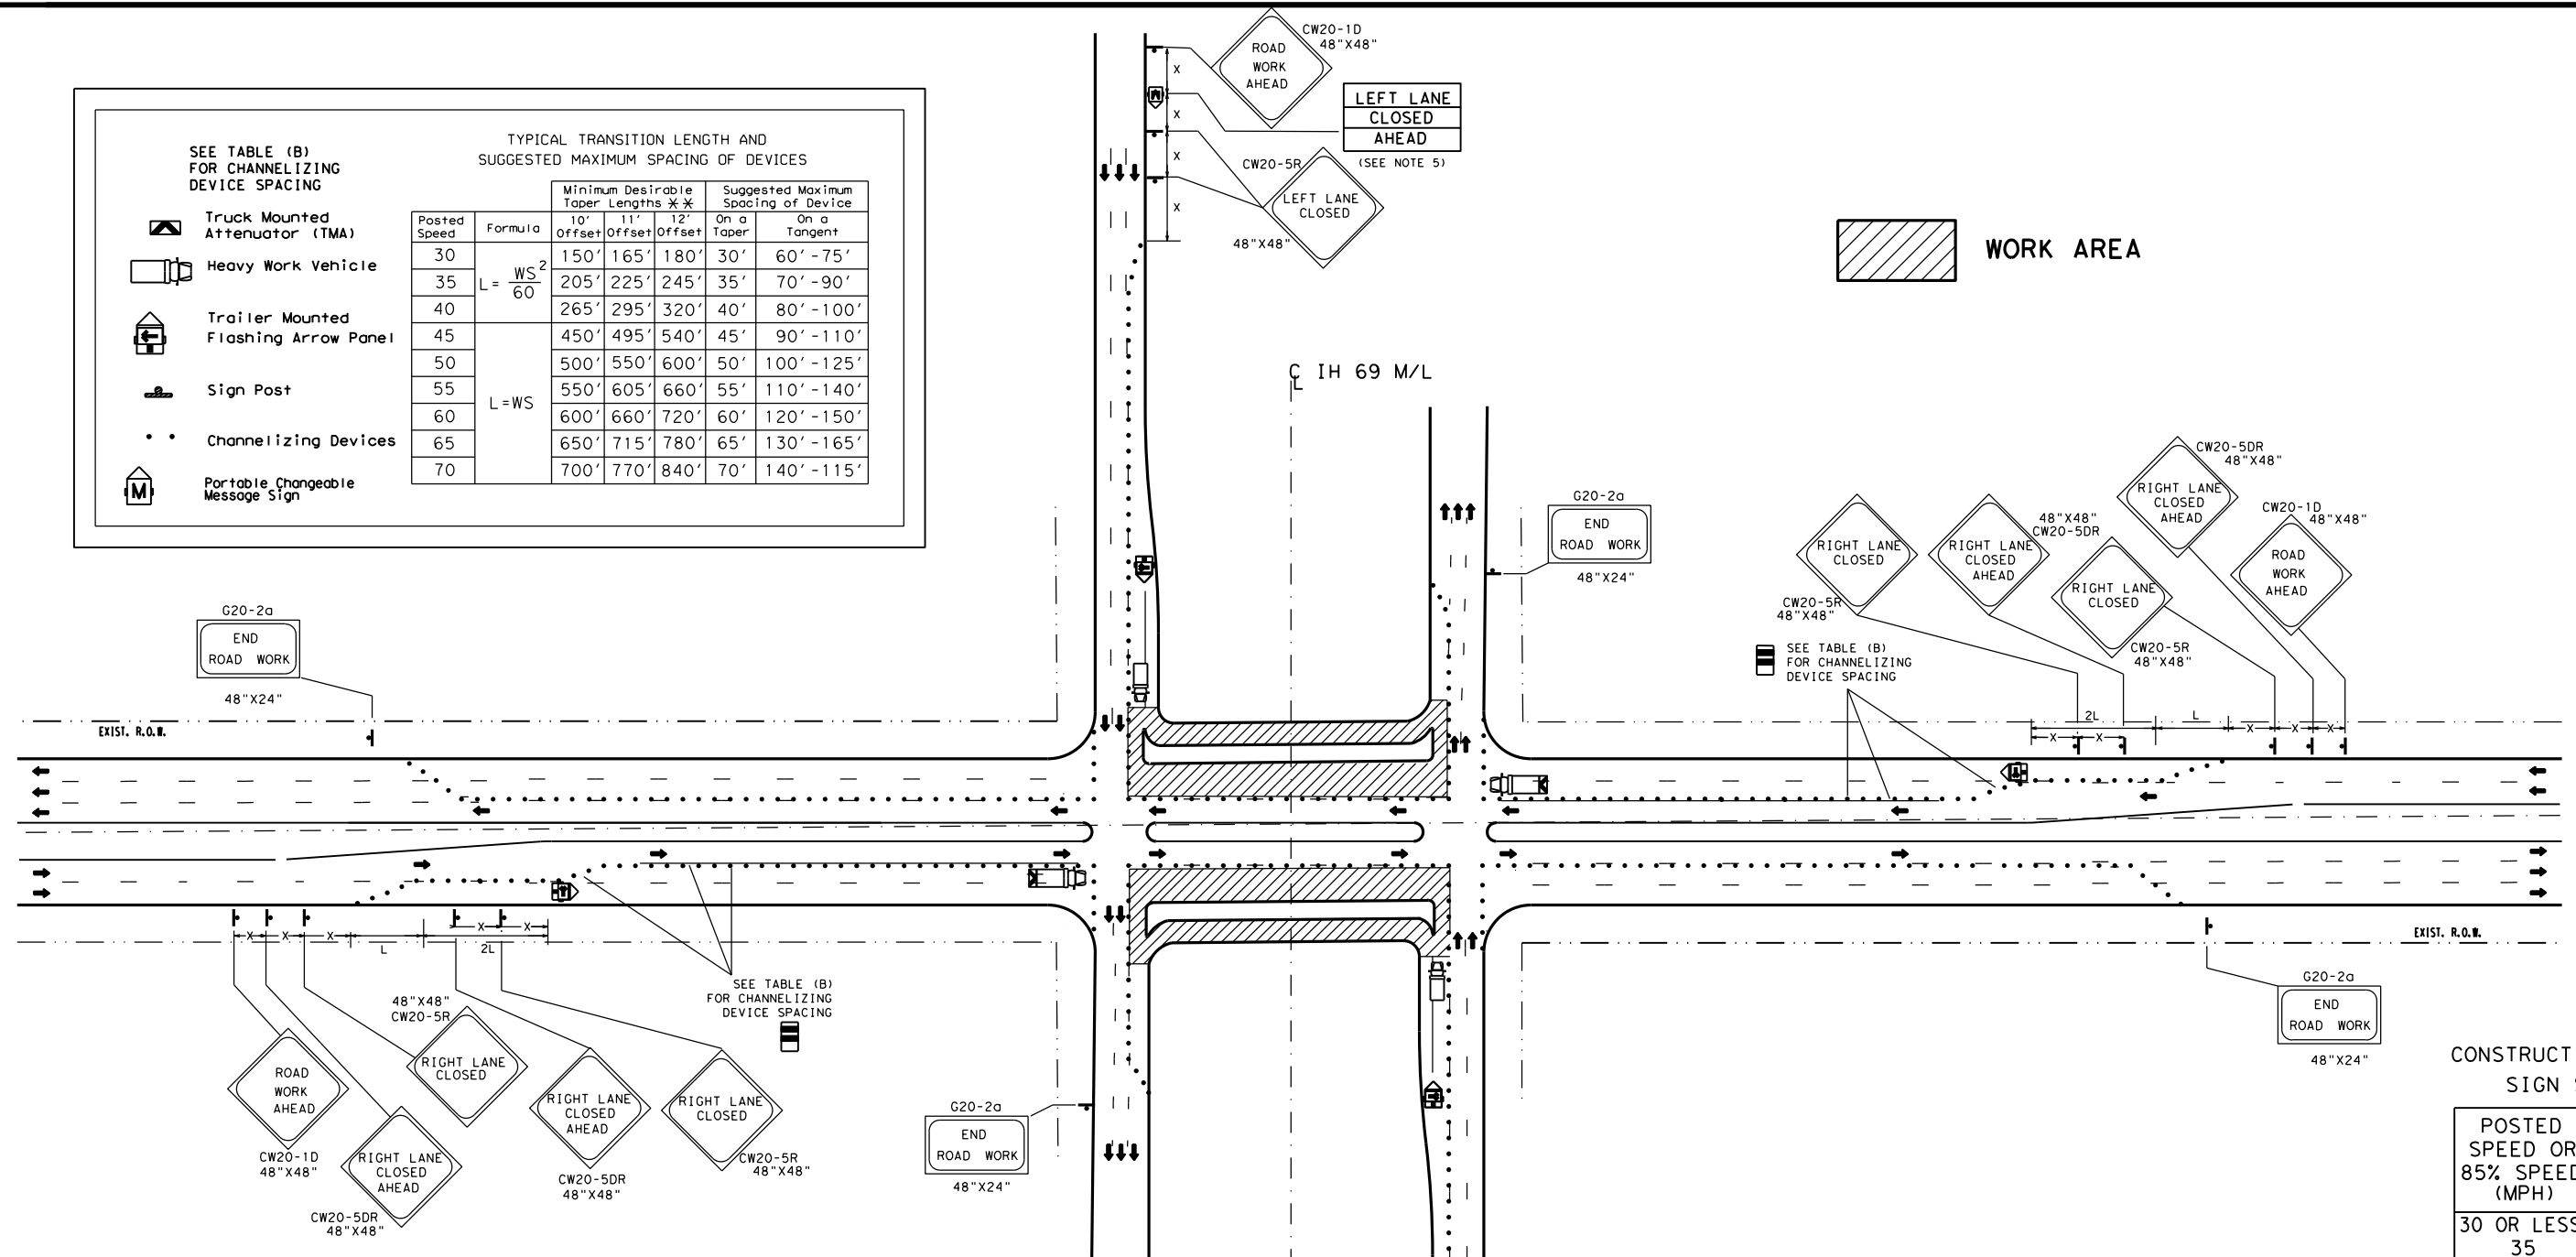 SEE TABLE (B)
FOR CHANNELIZING
DEVICE SPACING
Truck Mounted
Attenuator (TMA)
Heavy Work Vehicle
Trailer Mounted
Flashing Arrow Panel
Sign Post
Channelizing Devices
M
Portable Changeable
Message Sign
TYPICAL TRANSITION LENGTH AND
SUGGESTED MAXIMUM SPACING OF DEVICES
Minimum Desirable Taper Lengths ** Suggested Maximum Spacing of Device
Posted Speed Formula 10' Offset 11' Offset 12' Offset On a Taper On a Tangent
30 L= WS²/60 150' 165' 180' 30' 60'-75'
35 205' 225' 245' 35' 70'-90'
40 265' 295' 320' 40' 80'-100'
45 L=WS 450' 495' 540' 45' 90'-110'
50 500' 550' 600' 50' 100'-125'
55 550' 605' 660' 55' 110'-140'
60 600' 660' 720' 60' 120'-150'
65 650' 715' 780' 65' 130'-165'
70 700' 770' 840' 70' 140'-115'
CW20-1D
48"X48"
ROAD
WORK
AHEAD
X
X
X
X
M
LEFT LANE
CLOSED
AHEAD
(SEE NOTE 5)
CW20-5R
LEFT LANE
CLOSED
48"X48"
WORK AREA
CL IH 69 M/L
G20-2a
END
ROAD WORK
48"X24"
CW20-5DR
48"X48"
RIGHT LANE
CLOSED
AHEAD
CW20-1D
48"X48"
ROAD
WORK
AHEAD
48"X48"
CW20-5DR
RIGHT LANE
CLOSED
AHEAD
RIGHT LANE
CLOSED
CW20-5R
48"X48"
RIGHT LANE
CLOSED
CW20-5R
48"X48"
SEE TABLE (B)
FOR CHANNELIZING
DEVICE SPACING
2L L
X X X X X
G20-2a
END
ROAD WORK
48"X24"
EXIST. R.O.W.
EXIST. R.O.W.
X X X X X
L 2L
SEE TABLE (B)
FOR CHANNELIZING
DEVICE SPACING
48"X48"
CW20-5R
RIGHT LANE
CLOSED
ROAD
WORK
AHEAD
CW20-1D
48"X48"
RIGHT LANE
CLOSED
AHEAD
CW20-5DR
48"X48"
RIGHT LANE
CLOSED
AHEAD
CW20-5DR
48"X48"
RIGHT LANE
CLOSED
CW20-5R
48"X48"
G20-2a
END
ROAD WORK
48"X24"
G20-2a
END
ROAD WORK
48"X24"
CONSTRUCT
SIGN
POSTED
SPEED OR
85% SPEED
(MPH)
30 OR LESS
35